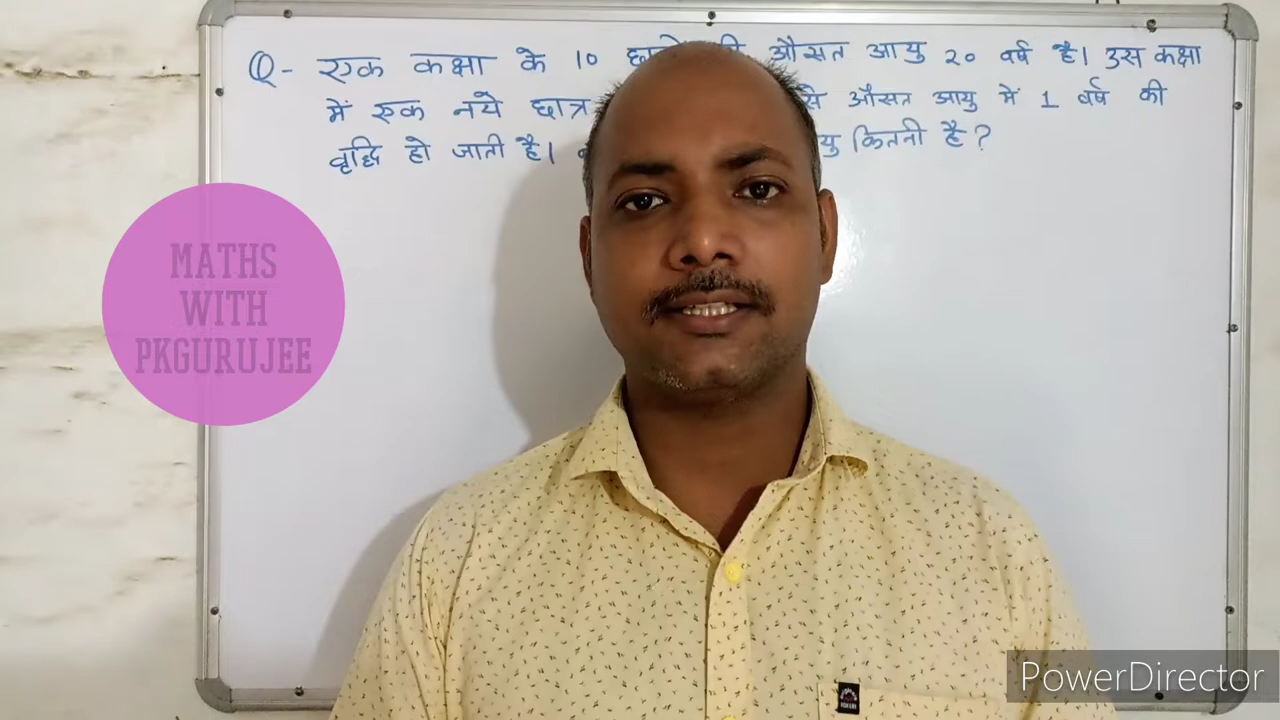 Q- एक कक्षा के 10 औसत आयु 20 वर्ष है। उस कक्षा
में एक नये छात्र से औसत आयु में 1 वर्ष की
वृद्धि हो जाती है। कितनी है?
MATHS
WITH
PKGURUJEE
PowerDirector